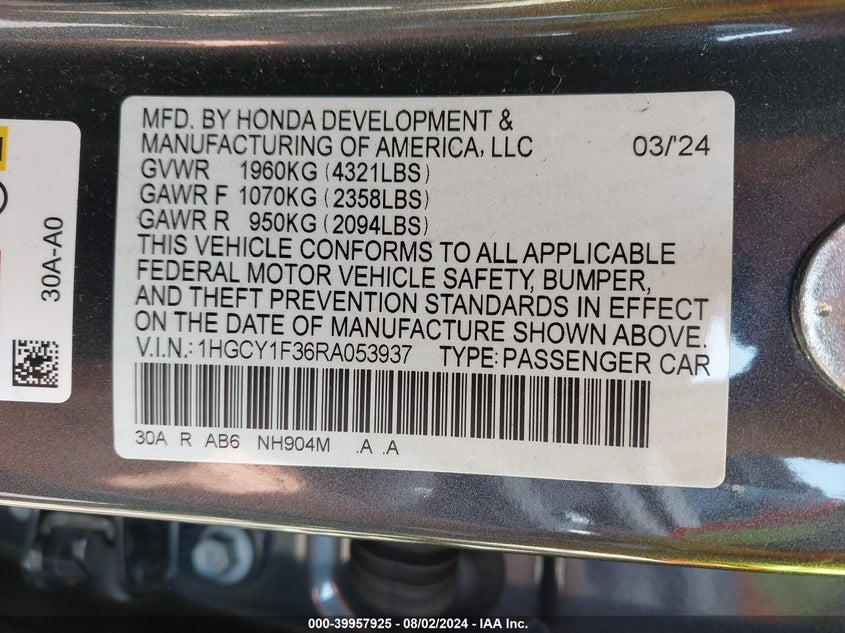 MFD. BY HONDA DEVELOPMENT &
MANUFACTURING OF AMERICA, LLC 03/'24
GVWR 1960KG (4321LBS)
GAWR F 1070KG (2358LBS)
GAWR R 950KG (2094LBS)
THIS VEHICLE CONFORMS TO ALL APPLICABLE
FEDERAL MOTOR VEHICLE SAFETY, BUMPER,
AND THEFT PREVENTION STANDARDS IN EFFECT
ON THE DATE OF MANUFACTURE SHOWN ABOVE.
V.I.N.: 1HGCY1F36RA053937 TYPE: PASSENGER CAR
30A R AB6 NH904M .A .A
30A-A0
000-39957925 - 08/02/2024 - IAA Inc.